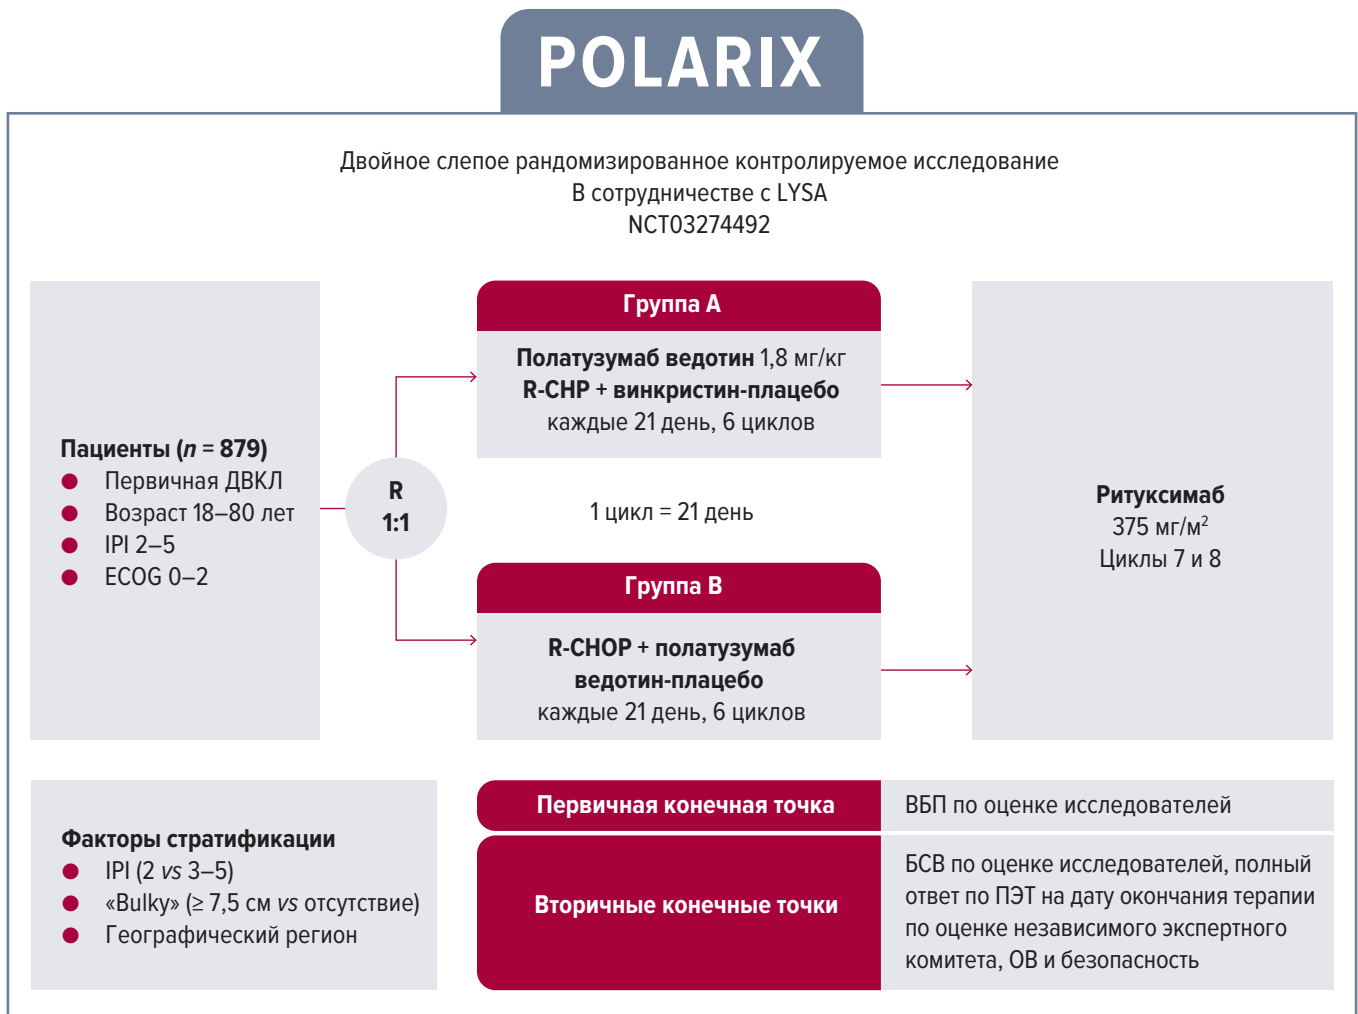 POLARIX
Двойное слепое рандомизированное контролируемое исследование
В сотрудничестве с LYSA
NCT03274492
Пациенты (n = 879)
● Первичная ДВКЛ
● Возраст 18–80 лет
● IPI 2–5
● ECOG 0–2
R
1:1
Группа A
Полатузумаб ведотин 1,8 мг/кг
R-CHP + винкристин-плацебо
каждые 21 день, 6 циклов
1 цикл = 21 день
Группа B
R-CHOP + полатузумаб
ведотин-плацебо
каждые 21 день, 6 циклов
Ритуксимаб
375 мг/м²
Циклы 7 и 8
Факторы стратификации
● IPI (2 vs 3–5)
● «Bulky» (≥ 7,5 см vs отсутствие)
● Географический регион
Первичная конечная точка
ВБП по оценке исследователей
Вторичные конечные точки
БСВ по оценке исследователей, полный
ответ по ПЭТ на дату окончания терапии
по оценке независимого экспертного
комитета, ОВ и безопасность